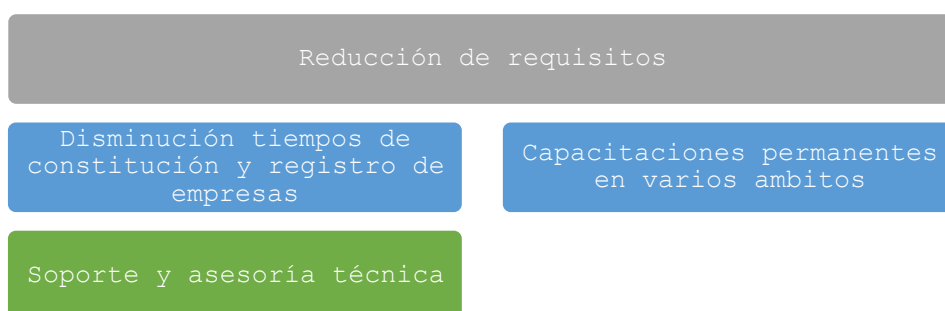 Reducción de requisitos
Disminución tiempos de
constitución y registro de
empresas
Capacitaciones permanentes
en varios ambitos
Soporte y asesoría técnica